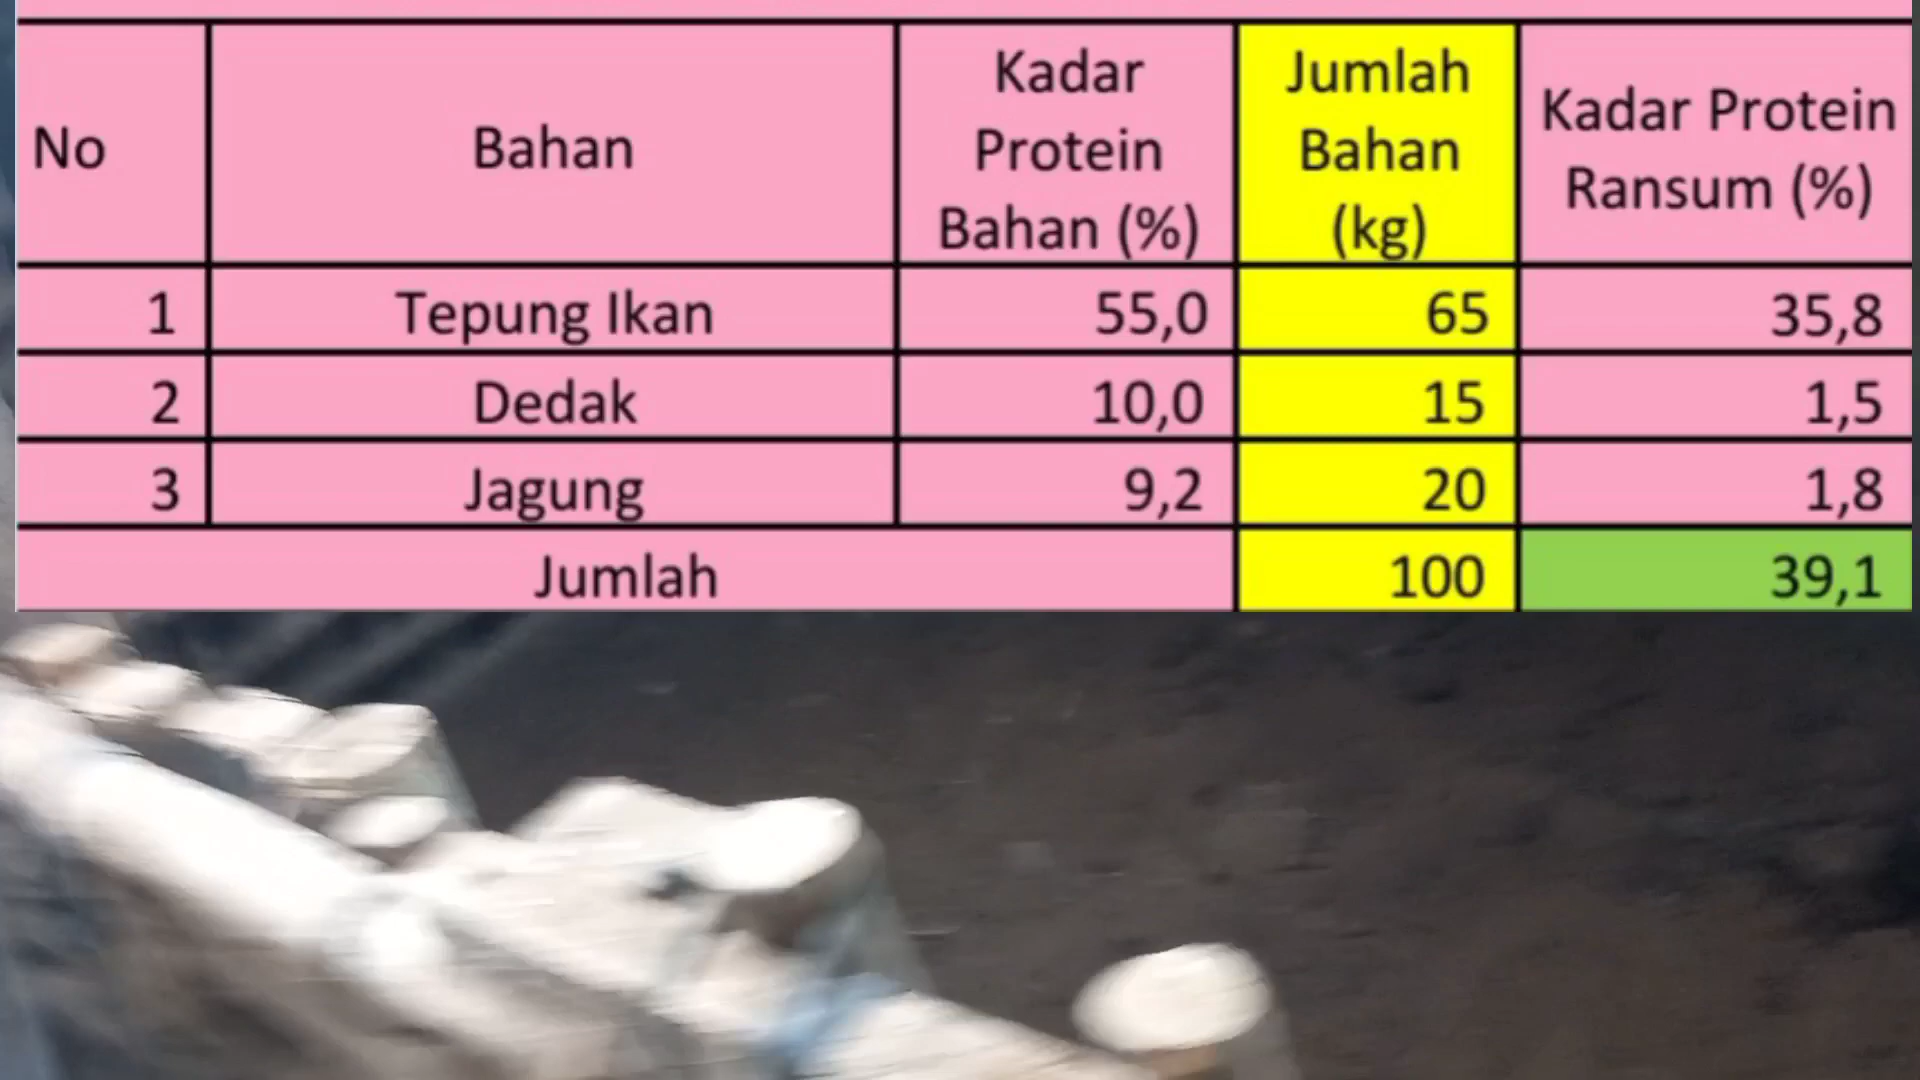 No Bahan Kadar Protein Bahan (%) Jumlah Bahan (kg) Kadar Protein Ransum (%)
1 Tepung Ikan 55,0 65 35,8
2 Dedak 10,0 15 1,5
3 Jagung 9,2 20 1,8
Jumlah 100 39,1